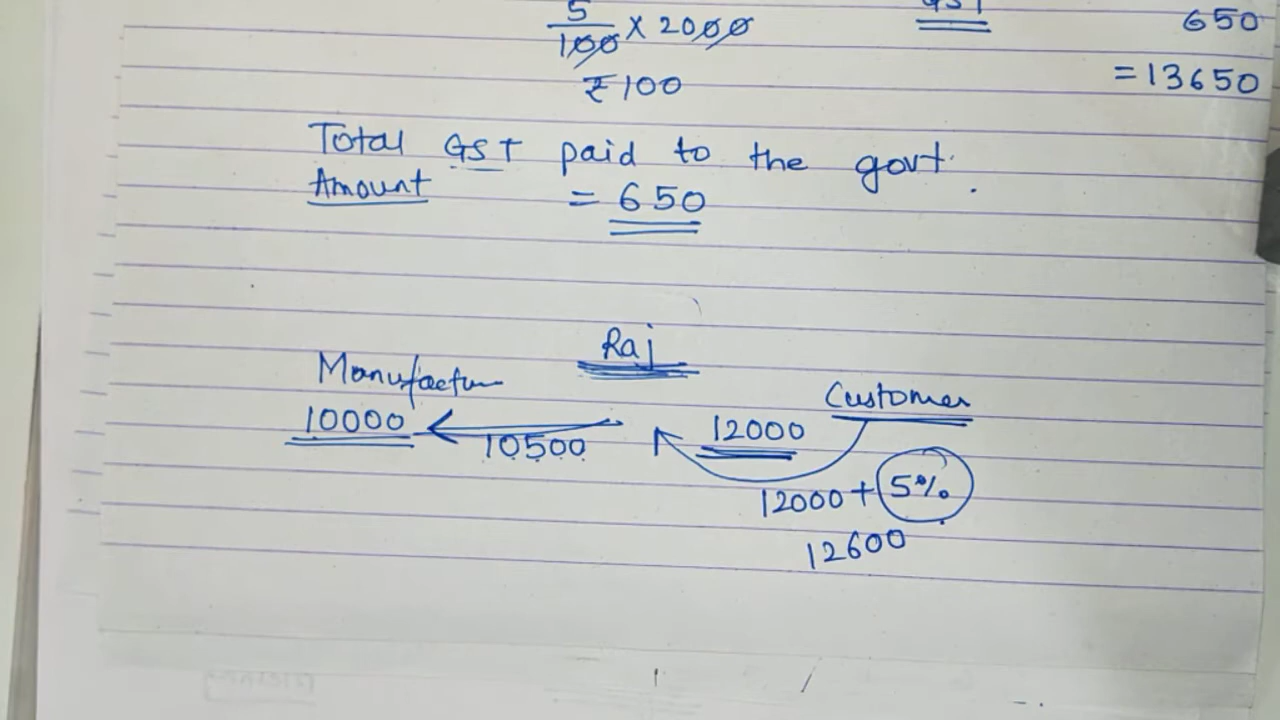 5/100 × 2000
GST 650
₹100
= 13650
Total GST paid to the govt.
Amount = 650
Raj
Manufactur
Customer
10000
10500
12000
12000 + 5%
12600